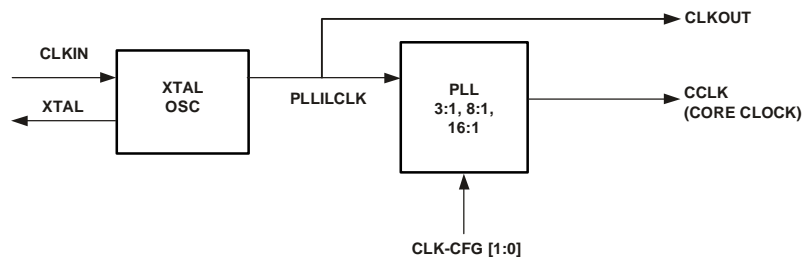 CLKOUT
CLKIN
XTAL
XTAL
OSC
PLLILCLK
PLL
3:1, 8:1,
16:1
CCLK
(CORE CLOCK)
CLK-CFG [1:0]